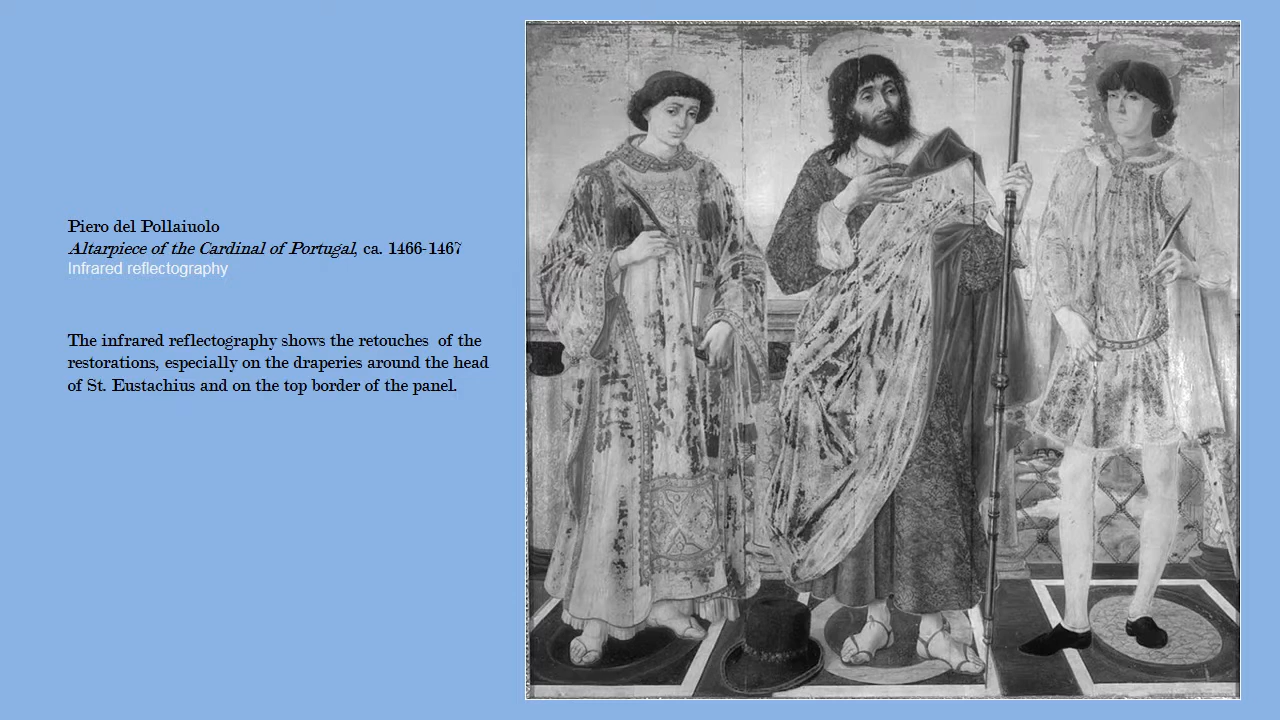 Piero del Pollaiuolo
Altarpiece of the Cardinal of Portugal, ca. 1466-1467
Infrared reflectography
The infrared reflectography shows the retouches of the
restorations, especially on the draperies around the head
of St. Eustachius and on the top border of the panel.